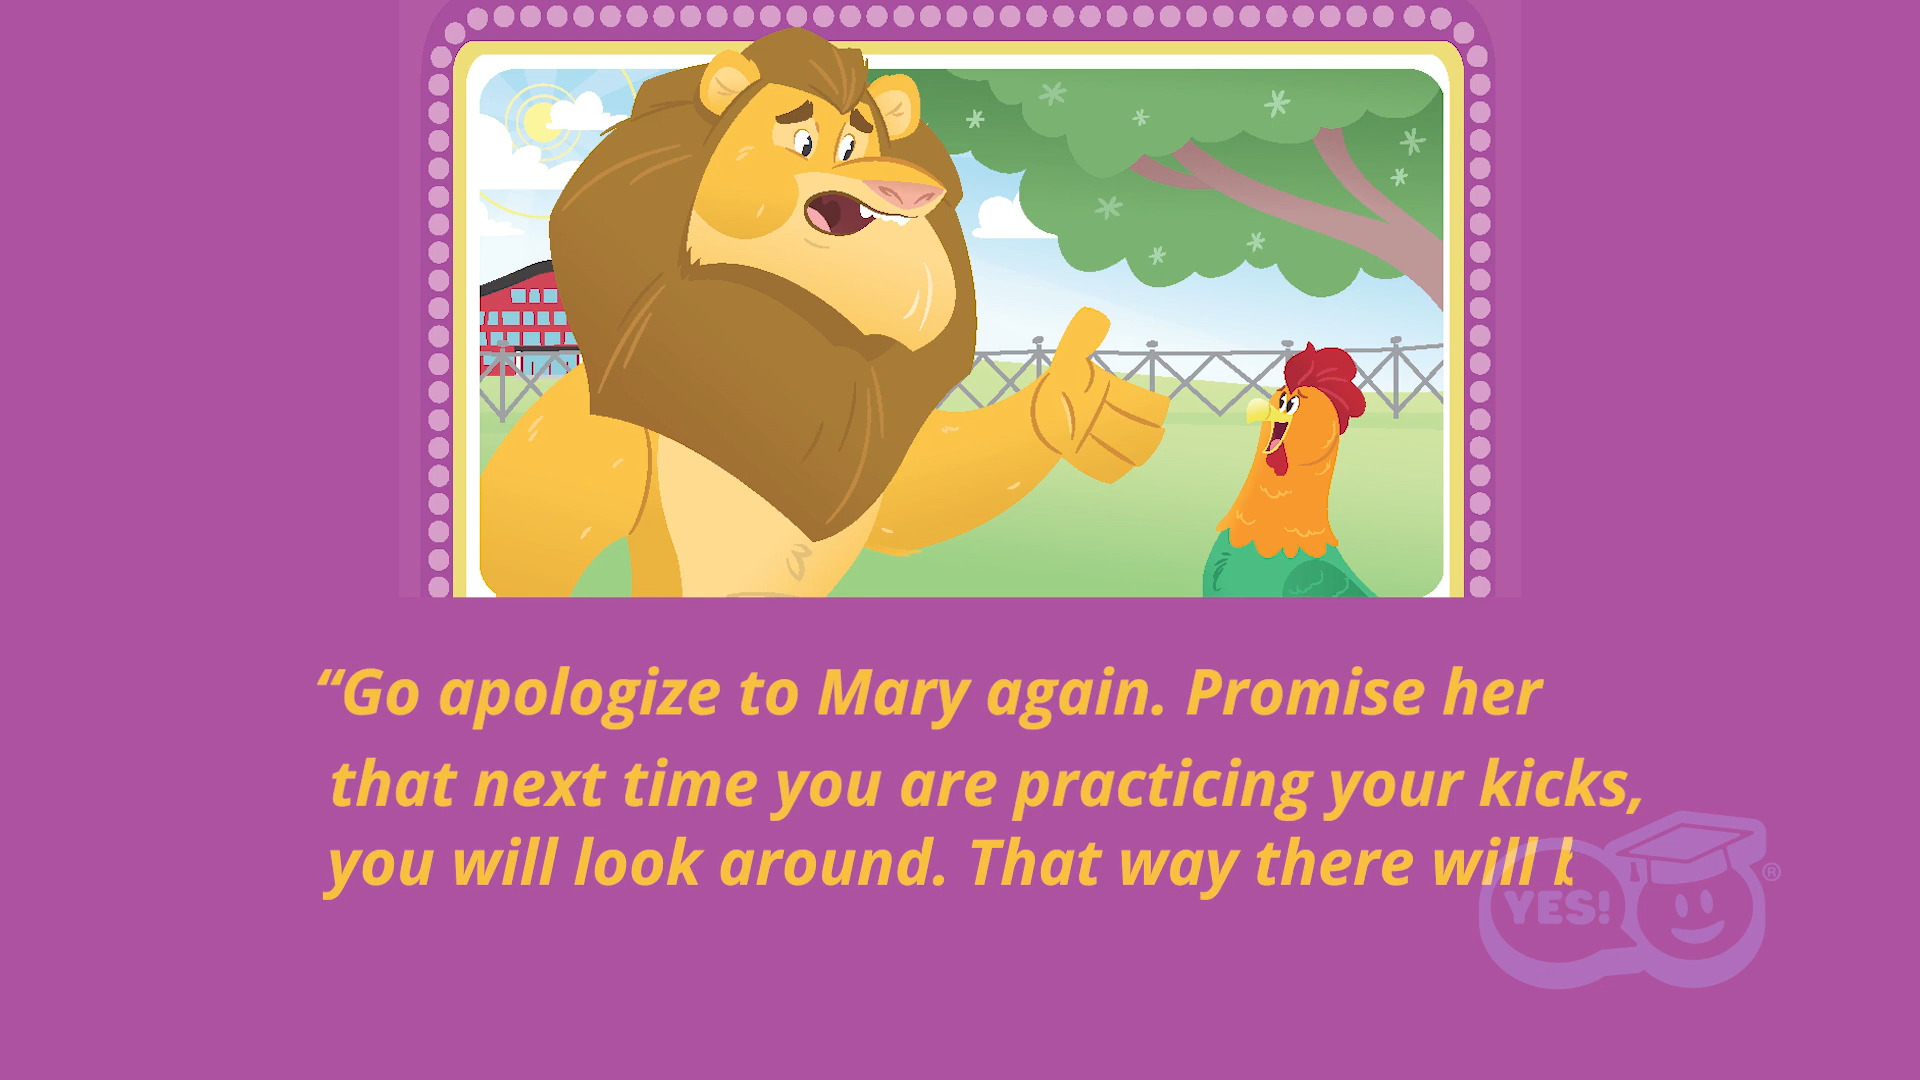 “Go apologize to Mary again. Promise her
that next time you are practicing your kicks,
you will look around. That way there will
YES!
®